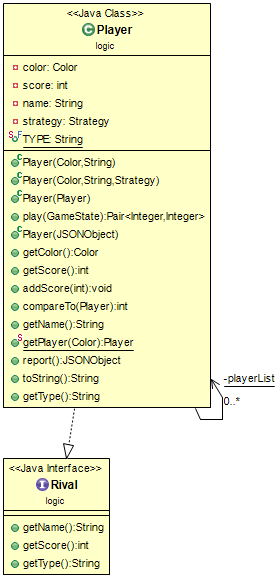 <<Java Class>>
C Player
logic
color: Color
score: int
name: String
strategy: Strategy
S F TYPE: String
C Player(Color,String)
C Player(Color,String,Strategy)
C Player(Player)
play(GameState):Pair<Integer,Integer>
C Player(JSONObject)
getColor():Color
getScore():int
addScore(int):void
compareTo(Player):int
getName():String
S getPlayer(Color):Player
report():JSONObject
toString():String
getType():String
-playerList
0..*
<<Java Interface>>
I Rival
logic
getName():String
getScore():int
getType():String